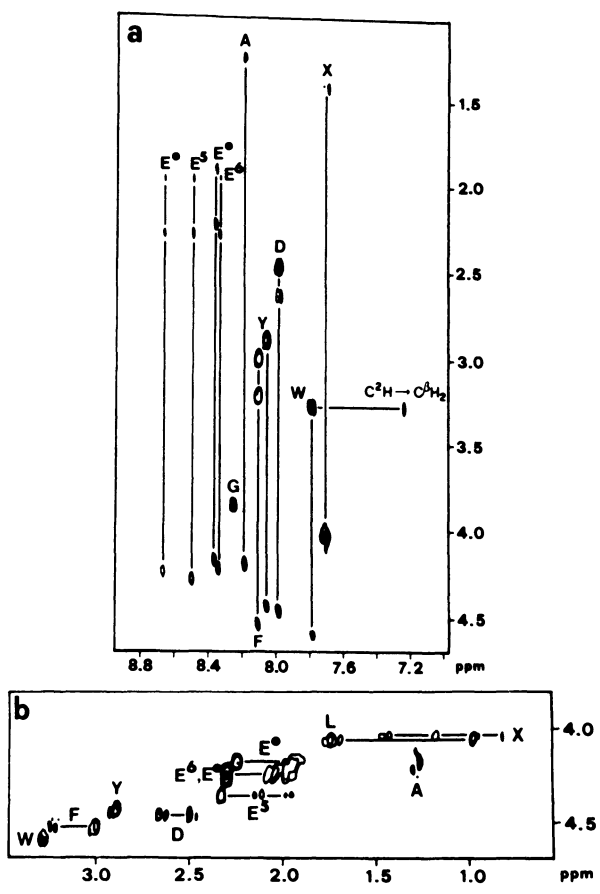 a
A
X
1.5
E• E⁵ E• E⁶
2.0
D
2.5
Y
3.0
W C²H→CᵝH₂
3.5
G
4.0
F
4.5
8.8 8.4 8.0 7.6 7.2 ppm
b
L
4.0
E•
X
E⁶,E•
A
Y
E⁵
F
D
W
4.5
3.0 2.5 2.0 1.5 1.0 ppm